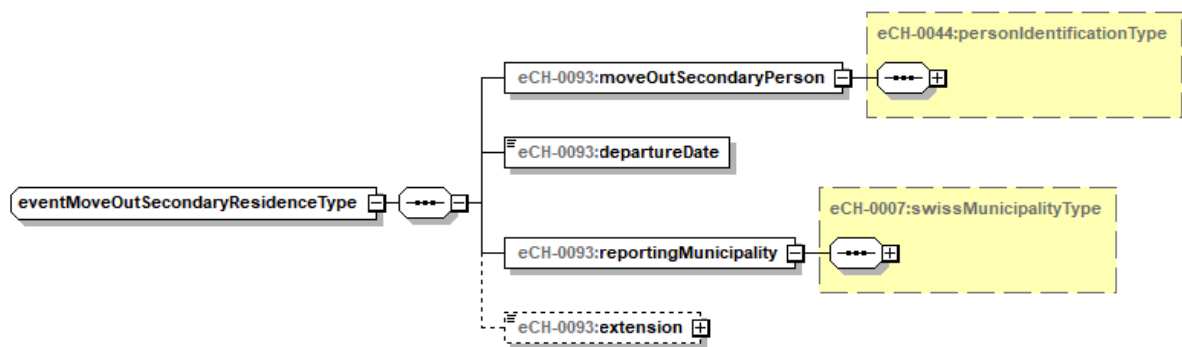 eCH-0044:personIdentificationType
eCH-0093:moveOutSecondaryPerson
eCH-0093:departureDate
eventMoveOutSecondaryResidenceType
eCH-0007:swissMunicipalityType
eCH-0093:reportingMunicipality
eCH-0093:extension